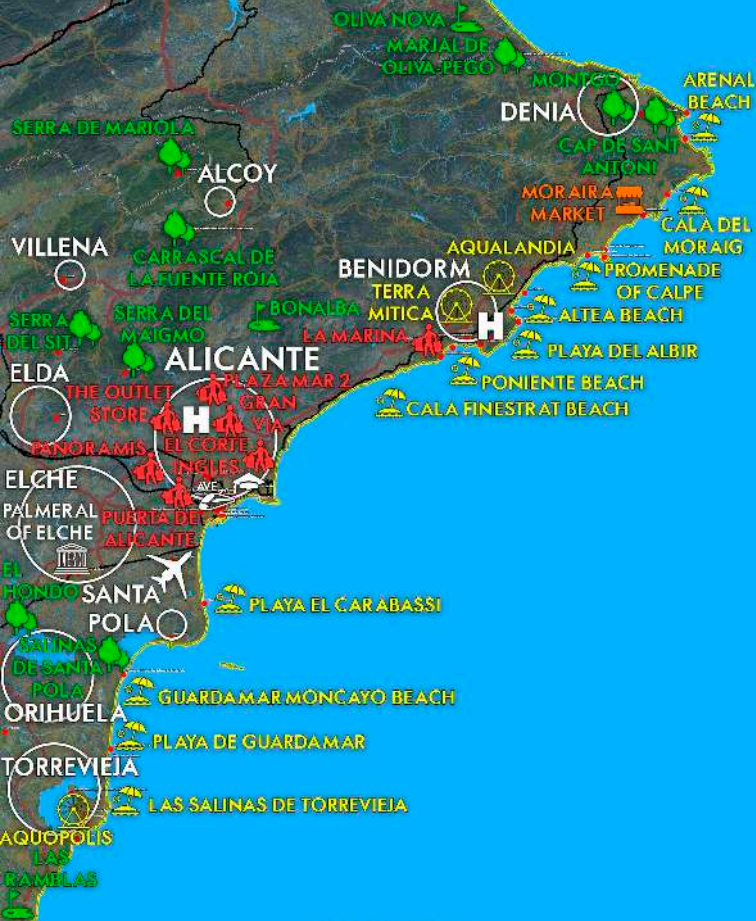 OLIVA NOVA
MARJAL DE
OLIVA-PEGO
MONTGO
ARENAL
BEACH
DENIA
SERRA DE MARIOLA
CAP DE SANT
ANTONI
ALCOY
MORAIRA
MARKET
CALA DEL
MORAIG
VILLENA
CARRASCAL DE
LA FUENTE ROJA
AQUALANDIA
BENIDORM
PROMENADE
OF CALPE
TERRA
MITICA
ALTEA BEACH
SERRA
DEL SIT
SERRA DEL
MAIGMO
BONALBA
LA MARINA
H
PLAYA DEL ALBIR
ALICANTE
ELDA
PONIENTE BEACH
THE OUTLET
STORE
PLAZA MAR 2
GRAN
VIA
CALA FINESTRAT BEACH
H
PANORAMIS
EL CORTE
INGLES
ELCHE
AVE
PALMERAL
OF ELCHE
PUERTA DE
ALICANTE
EL
HONDO
SANTA
POLA
PLAYA EL CARABASSI
SALINAS
DE SANTA
POLA
GUARDAMAR MONCAYO BEACH
ORIHUELA
PLAYA DE GUARDAMAR
TORREVIEJA
LAS SALINAS DE TORREVIEJA
AQUOPOLIS
LAS
RAMBLAS